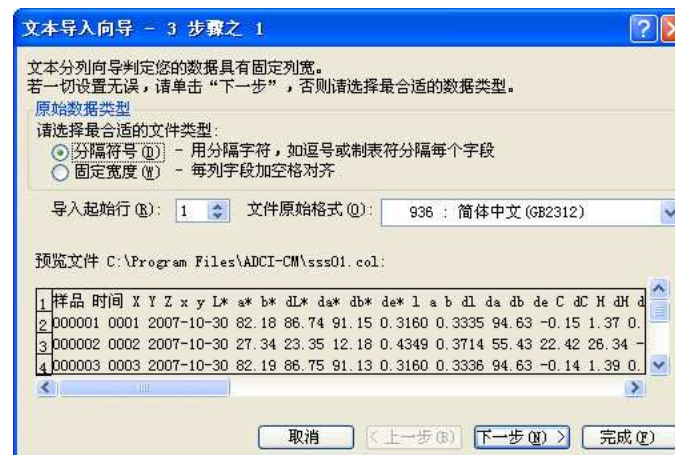 文本导入向导 - 3 步骤之 1
文本分列向导判定您的数据具有固定列宽。
若一切设置无误，请单击“下一步”，否则请选择最合适的数据类型。
原始数据类型
请选择最合适的文件类型:
分隔符号(D) - 用分隔字符，如逗号或制表符分隔每个字段
固定宽度(W) - 每列字段加空格对齐
导入起始行(R): 1 文件原始格式(O): 936 : 简体中文(GB2312)
预览文件 C:\Program Files\ADCI-CM\sss01.col:
1 样品 时间 X Y Z x y L* a* b* dL* da* db* de* l a b dl da db de C dC H dH d
2 000001 0001 2007-10-30 82.18 86.74 91.15 0.3160 0.3335 94.63 -0.15 1.37 0.
3 000002 0002 2007-10-30 27.34 23.35 12.18 0.4349 0.3714 55.43 22.42 26.34 -
4 000003 0003 2007-10-30 82.19 86.75 91.13 0.3160 0.3336 94.63 -0.14 1.39 0.
取消 < 上一步(B) 下一步(N) > 完成(F)